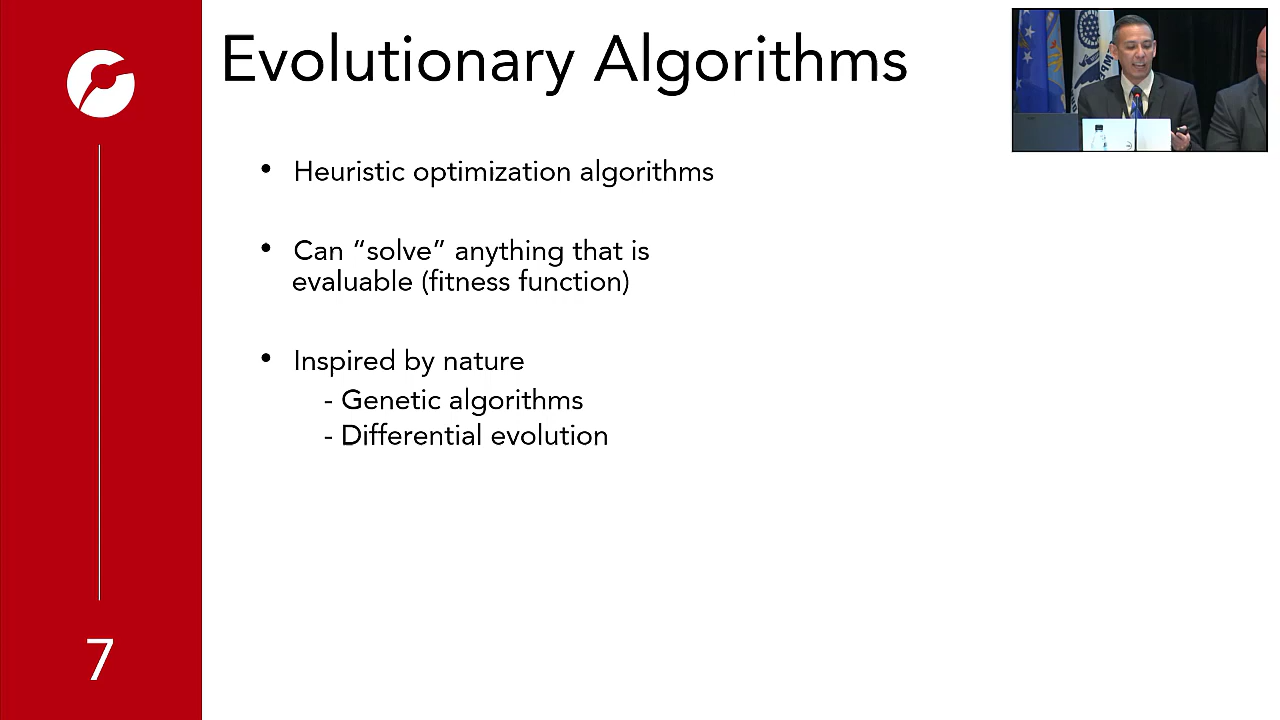 Evolutionary Algorithms
• Heuristic optimization algorithms
• Can “solve” anything that is
evaluable (fitness function)
• Inspired by nature
- Genetic algorithms
- Differential evolution
7